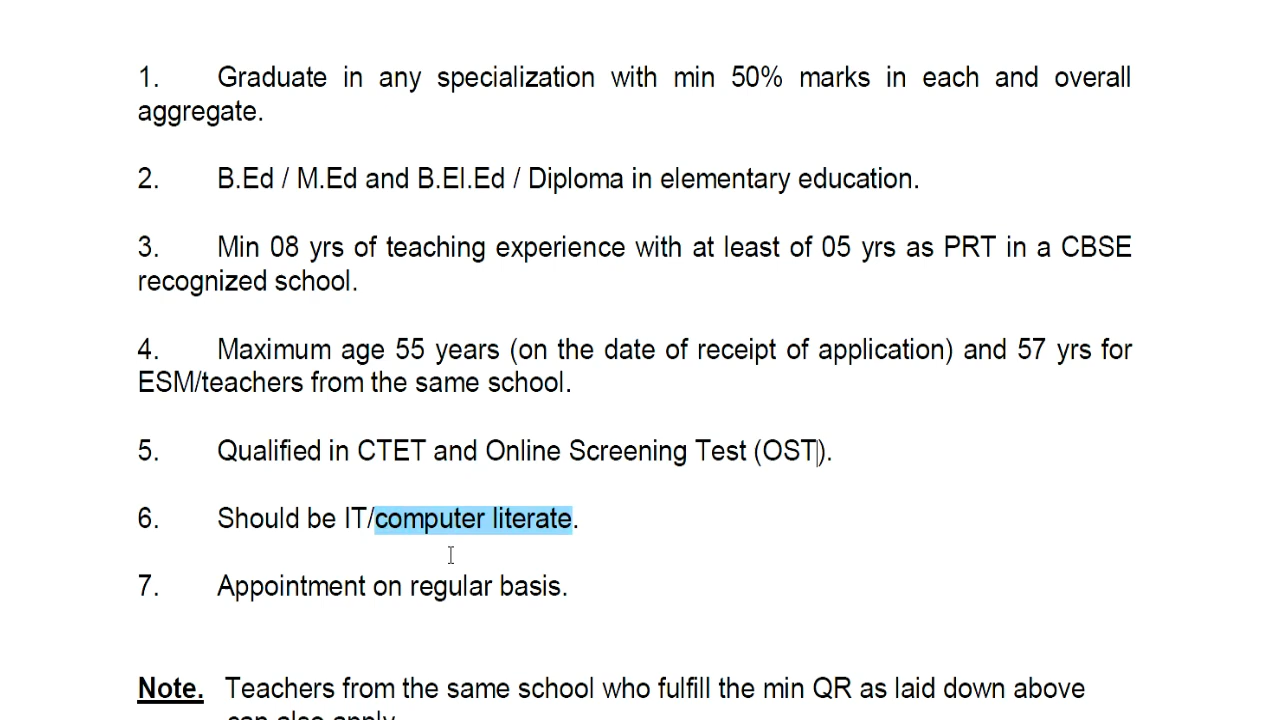 1. Graduate in any specialization with min 50% marks in each and overall
aggregate.
2. B.Ed / M.Ed and B.El.Ed / Diploma in elementary education.
3. Min 08 yrs of teaching experience with at least of 05 yrs as PRT in a CBSE
recognized school.
4. Maximum age 55 years (on the date of receipt of application) and 57 yrs for
ESM/teachers from the same school.
5. Qualified in CTET and Online Screening Test (OST).
6. Should be IT/computer literate.
7. Appointment on regular basis.
Note. Teachers from the same school who fulfill the min QR as laid down above
can also apply